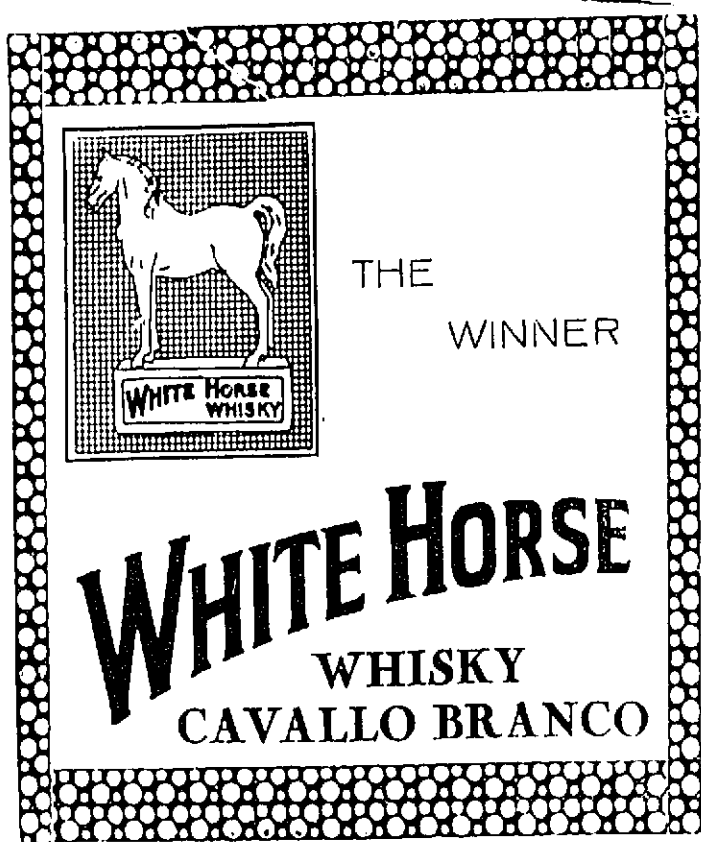 THE
WINNER
WHITE HORSE
WHISKY
WHITE HORSE
WHISKY
CAVALLO BRANCO